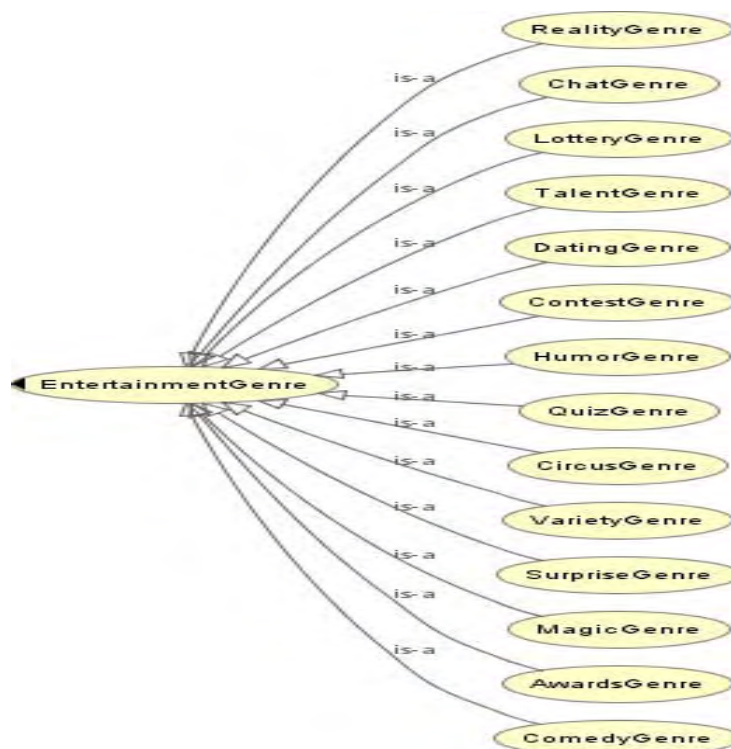 RealityGenre
is-a
ChatGenre
is-a
LotteryGenre
is-a
TalentGenre
is-a
DatingGenre
is-a
ContestGenre
is-a
HumorGenre
is-a
EntertainmentGenre
is-a
QuizGenre
is-a
CircusGenre
is-a
VarietyGenre
is-a
SurpriseGenre
is-a
MagicGenre
is-a
AwardsGenre
is-a
ComedyGenre